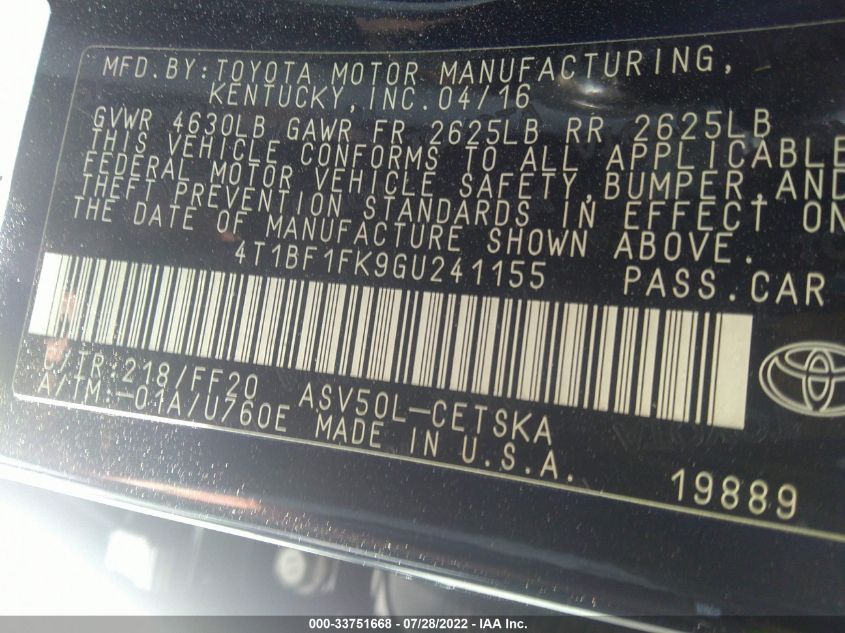 MFD.BY:TOYOTA MOTOR MANUFACTURING,
KENTUCKY,INC.04/16
GVWR 4630LB GAWR FR 2625LB RR 2625LB
THIS VEHICLE CONFORMS TO ALL APPLICABLE
FEDERAL MOTOR VEHICLE SAFETY,BUMPER,AND
THEFT PREVENTION STANDARDS IN EFFECT ON
THE DATE OF MANUFACTURE SHOWN ABOVE.
4T1BF1FK9GU241155 PASS.CAR
C/TR:218/FF20 ASV50L-CETSKA
A/TM:-01A/U760E MADE IN U.S.A.
19889
000-33751668 / 07/28/2022 - IAA Inc.